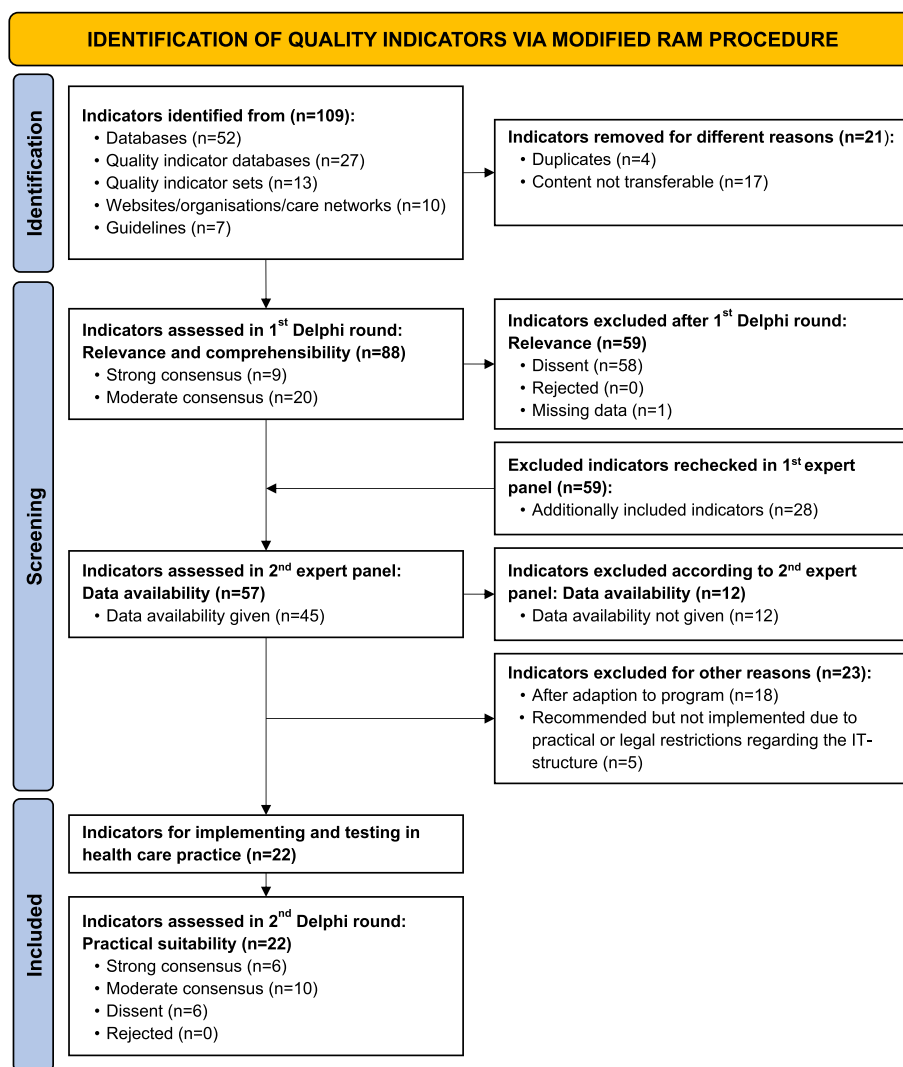 IDENTIFICATION OF QUALITY INDICATORS VIA MODIFIED RAM PROCEDURE
Identification
Indicators identified from (n=109):
• Databases (n=52)
• Quality indicator databases (n=27)
• Quality indicator sets (n=13)
• Websites/organisations/care networks (n=10)
• Guidelines (n=7)
Indicators removed for different reasons (n=21):
• Duplicates (n=4)
• Content not transferable (n=17)
Screening
Indicators assessed in 1st Delphi round:
Relevance and comprehensibility (n=88)
• Strong consensus (n=9)
• Moderate consensus (n=20)
Indicators excluded after 1st Delphi round:
Relevance (n=59)
• Dissent (n=58)
• Rejected (n=0)
• Missing data (n=1)
Excluded indicators rechecked in 1st expert
panel (n=59):
• Additionally included indicators (n=28)
Indicators assessed in 2nd expert panel:
Data availability (n=57)
• Data availability given (n=45)
Indicators excluded according to 2nd expert
panel: Data availability (n=12)
• Data availability not given (n=12)
Indicators excluded for other reasons (n=23):
• After adaption to program (n=18)
• Recommended but not implemented due to
practical or legal restrictions regarding the IT-
structure (n=5)
Included
Indicators for implementing and testing in
health care practice (n=22)
Indicators assessed in 2nd Delphi round:
Practical suitability (n=22)
• Strong consensus (n=6)
• Moderate consensus (n=10)
• Dissent (n=6)
• Rejected (n=0)